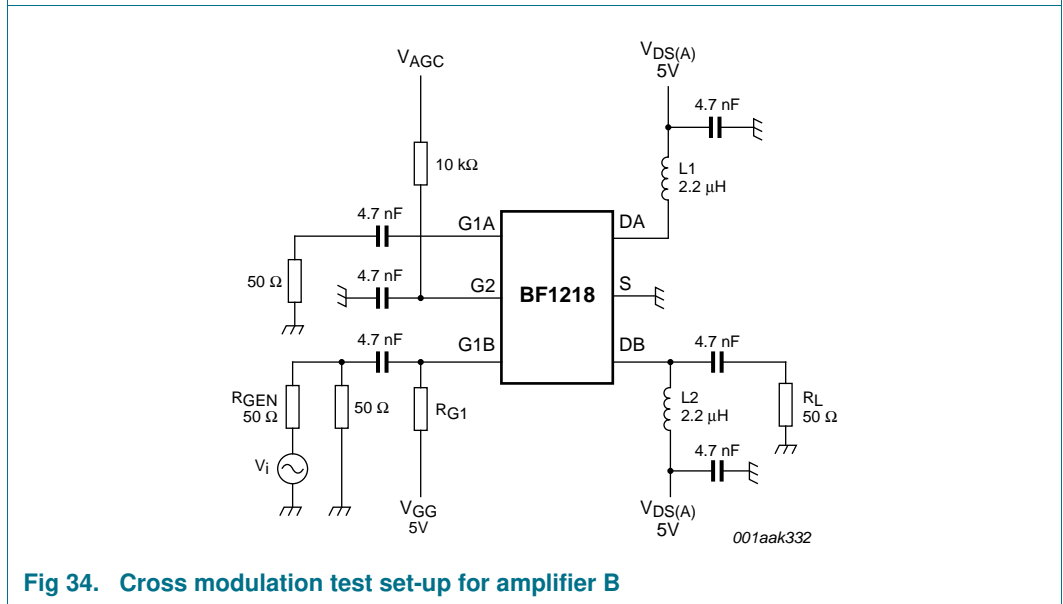 VAGC
VDS(A)
5V
4.7 nF
10 kΩ
L1
2.2 μH
4.7 nF
G1A
DA
50 Ω
4.7 nF
G2
BF1218
S
4.7 nF
G1B
DB
4.7 nF
RGEN
50 Ω
50 Ω
RG1
L2
2.2 μH
RL
50 Ω
4.7 nF
Vi
VGG
5V
VDS(A)
5V
001aak332
Fig 34. Cross modulation test set-up for amplifier B